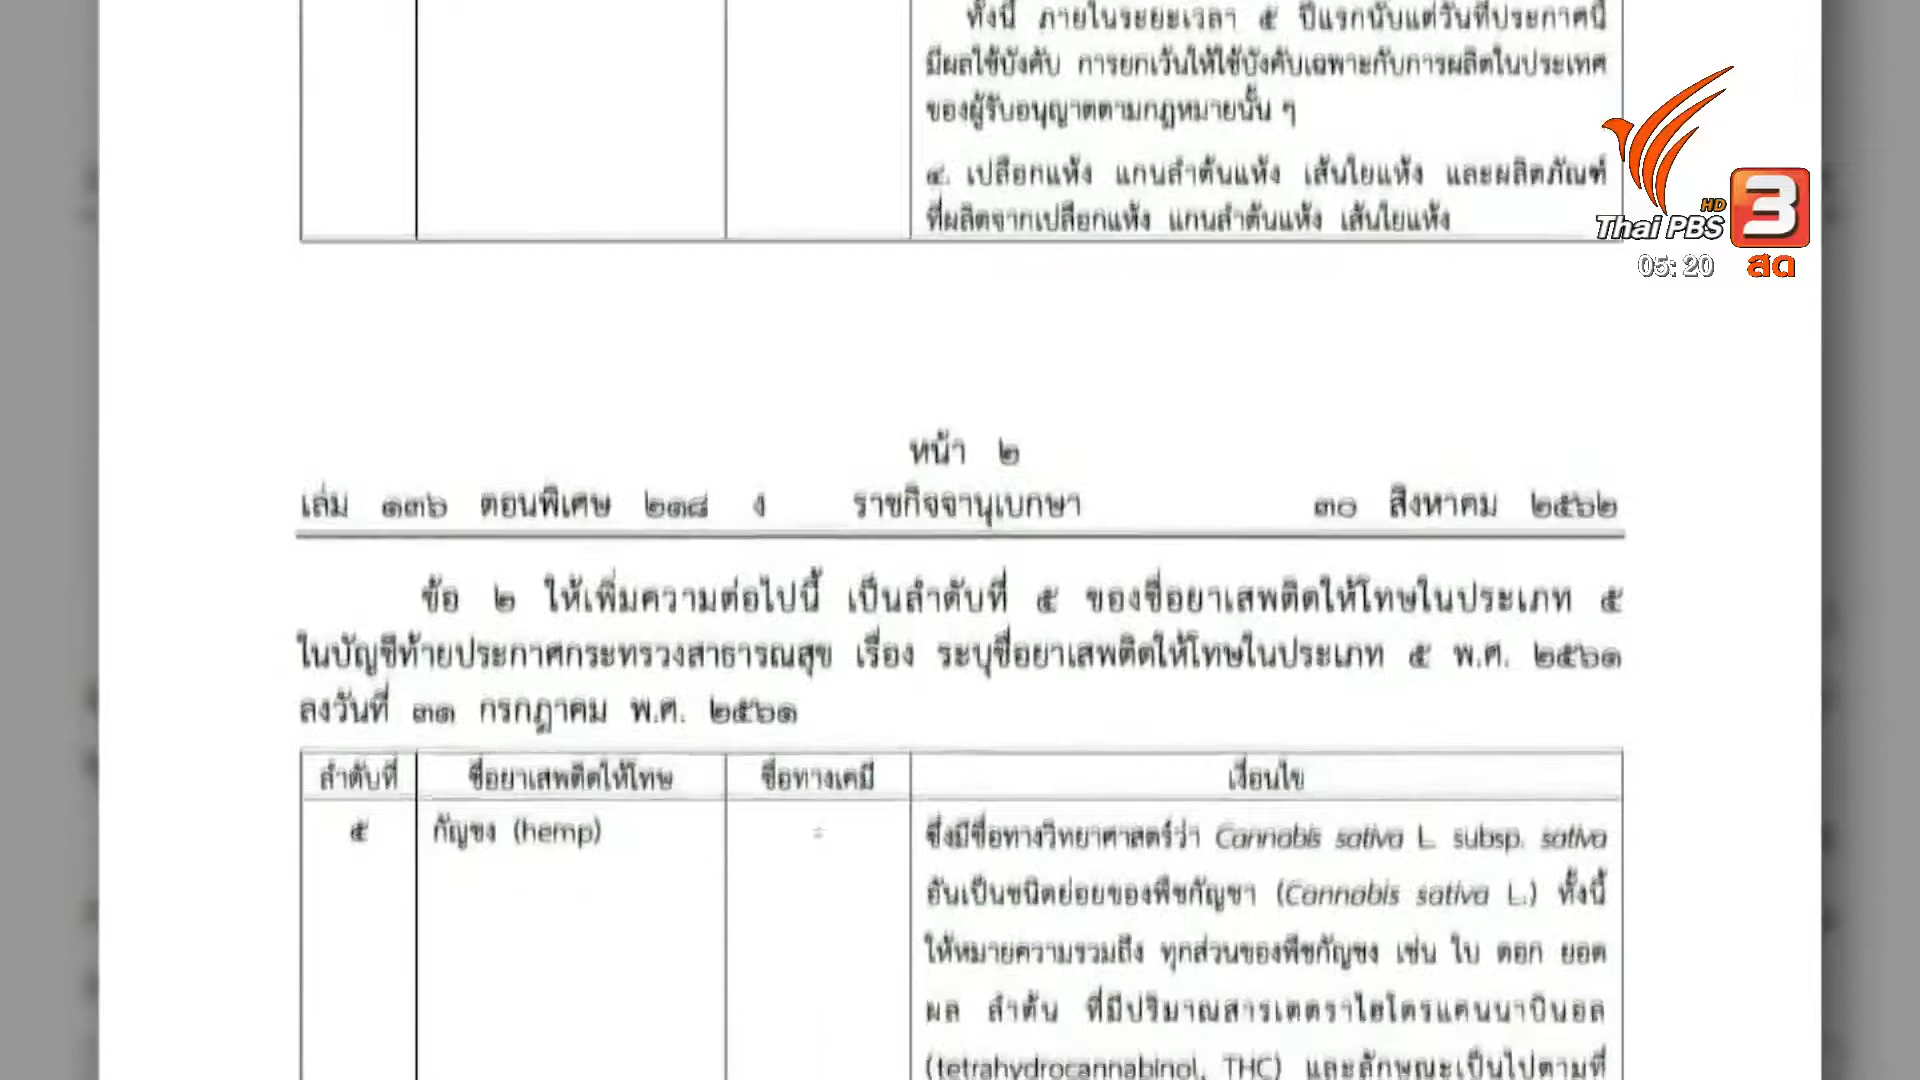 ทั้งนี้ ภายในระยะเวลา ๕ ปีแรกนับแต่วันที่ประกาศนี้
มีผลใช้บังคับ การยกเว้นให้ใช้บังคับเฉพาะกับการผลิตในประเทศ
ของผู้รับอนุญาตตามกฎหมายนั้น ๆ
๔. เปลือกแห้ง แกนลำต้นแห้ง เส้นใยแห้ง และผลิตภัณฑ์
ที่ผลิตจากเปลือกแห้ง แกนลำต้นแห้ง เส้นใยแห้ง
HD
Thai PBS 3
05:20 สด
หน้า ๒
เล่ม ๑๓๖ ตอนพิเศษ ๒๑๘ ง ราชกิจจานุเบกษา ๓๐ สิงหาคม ๒๕๖๒
ข้อ ๒ ให้เพิ่มความต่อไปนี้ เป็นลำดับที่ ๕ ของชื่อยาเสพติดให้โทษในประเภท ๕
ในบัญชีท้ายประกาศกระทรวงสาธารณสุข เรื่อง ระบุชื่อยาเสพติดให้โทษในประเภท ๕ พ.ศ. ๒๕๖๑
ลงวันที่ ๓๑ กรกฎาคม พ.ศ. ๒๕๖๑
ลำดับที่ ชื่อยาเสพติดให้โทษ ชื่อทางเคมี เงื่อนไข
๕ กัญชง (hemp) - ซึ่งมีชื่อทางวิทยาศาสตร์ว่า Cannabis sativa L. subsp. sativa
อันเป็นชนิดย่อยของพืชกัญชา (Cannabis sativa L.) ทั้งนี้
ให้หมายความรวมถึง ทุกส่วนของพืชกัญชง เช่น ใบ ดอก ยอด
ผล ลำต้น ที่มีปริมาณสารเตตราไฮโดรแคนนาบินอล
(tetrahydrocannabinol, THC) และลักษณะเป็นไปตามที่